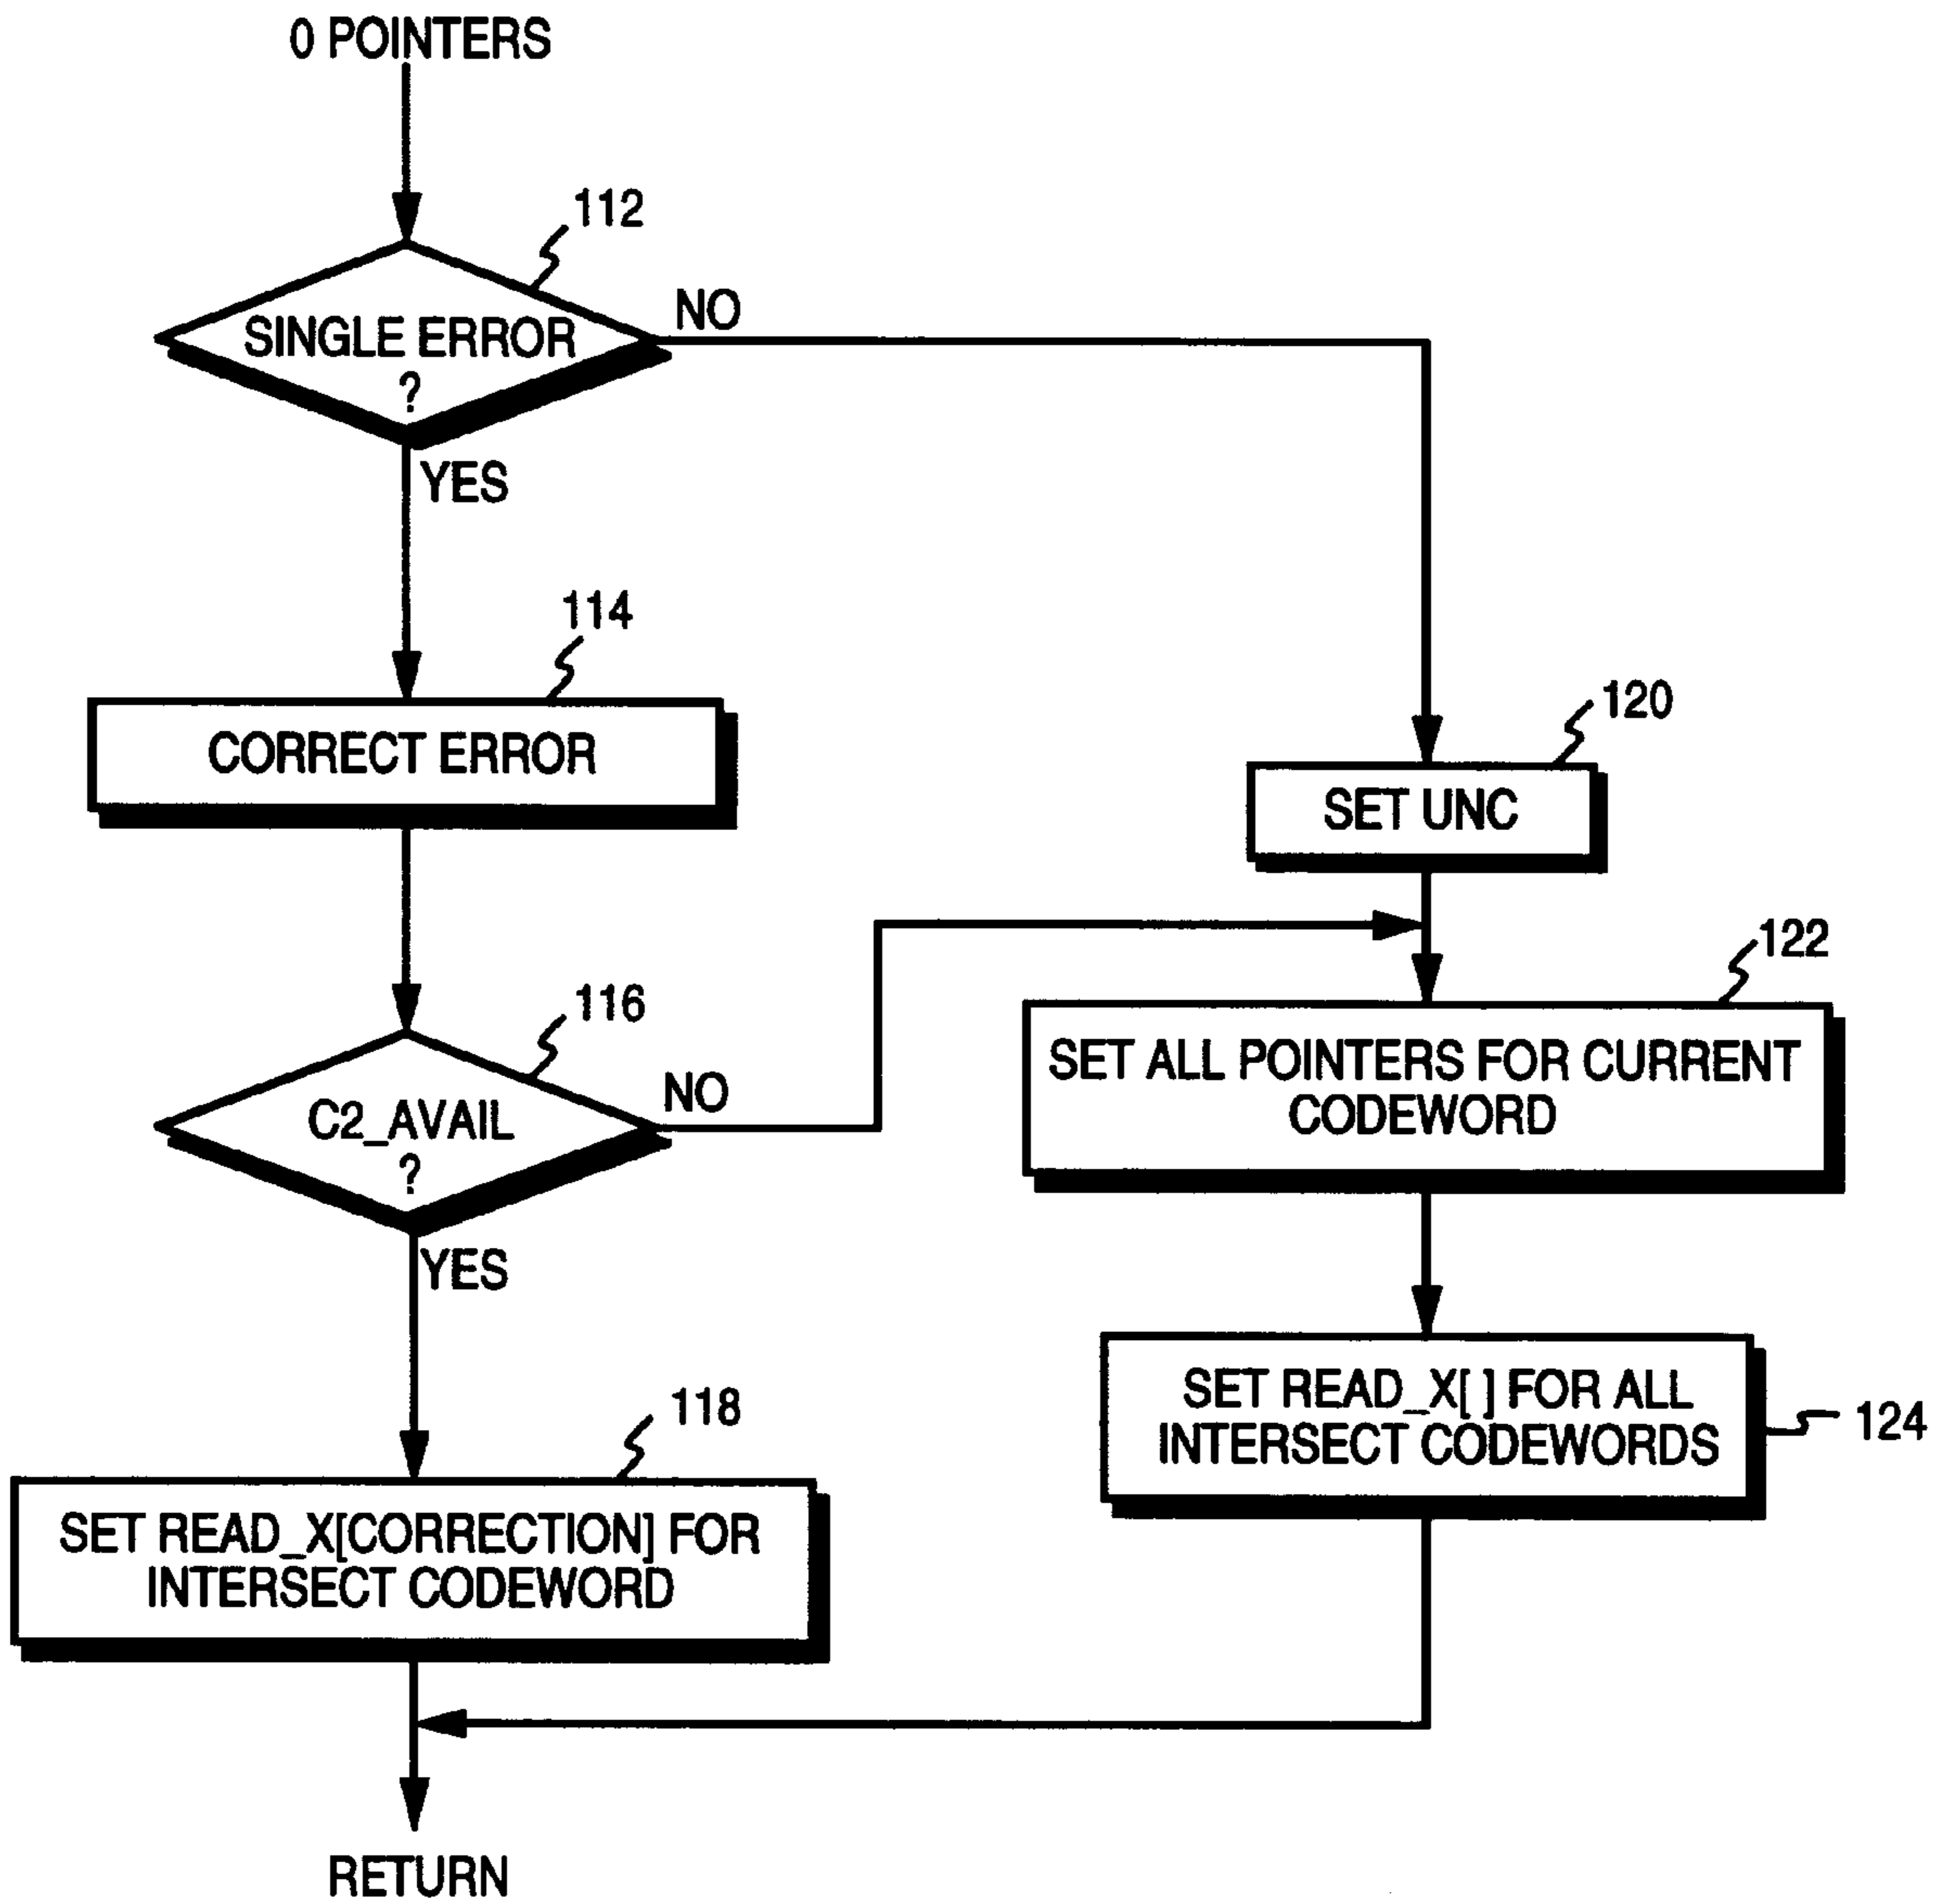 0 POINTERS
112
SINGLE ERROR
?
NO
YES
114
CORRECT ERROR
120
SET UNC
116
C2_AVAIL
?
NO
YES
122
SET ALL POINTERS FOR CURRENT
CODEWORD
118
SET READ_X[CORRECTION] FOR
INTERSECT CODEWORD
SET READ_X[ ] FOR ALL
INTERSECT CODEWORDS
124
RETURN